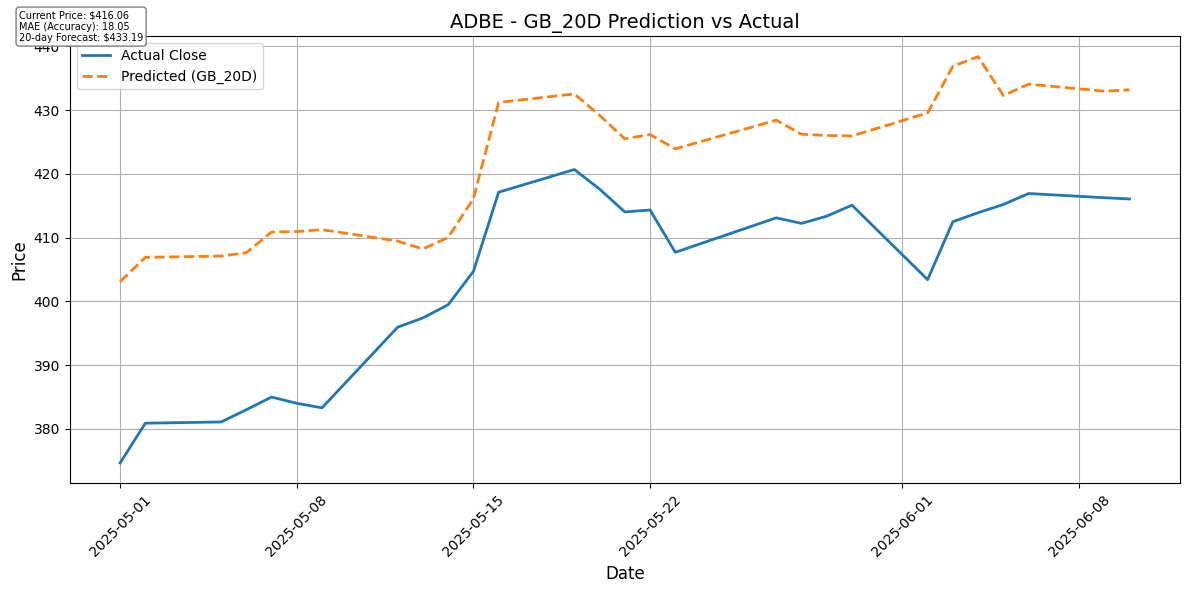 ADBE - GB_20D Prediction vs Actual
Current Price: $416.06
MAE (Accuracy): 18.05
20-day Forecast: $433.19
Actual Close
Predicted (GB_20D)
Price
440
430
420
410
400
390
380
2025-05-01
2025-05-08
2025-05-15
2025-05-22
2025-06-01
2025-06-08
Date